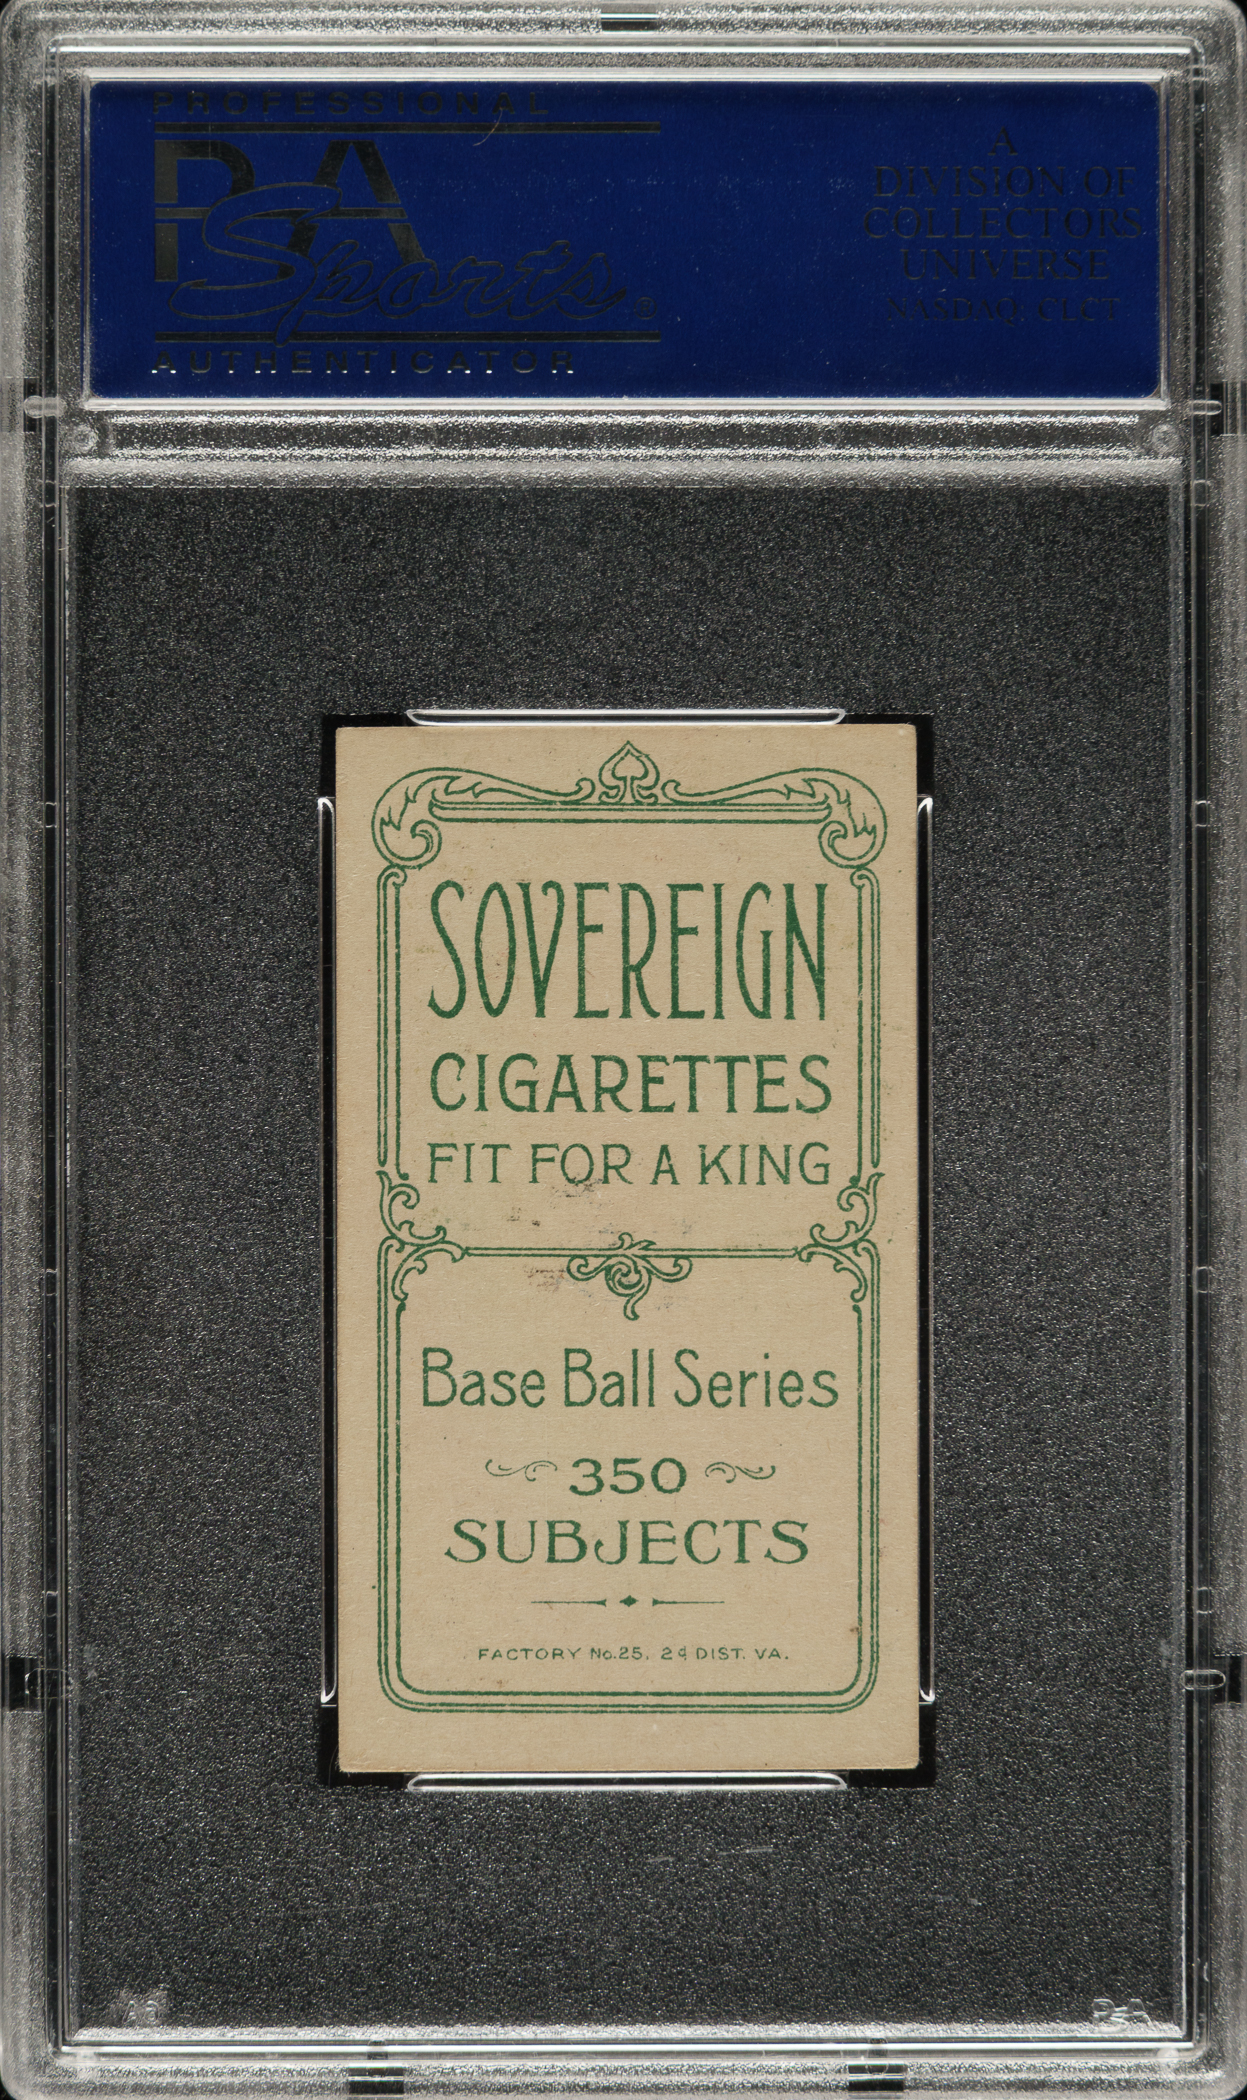 PROFESSIONAL
PSA
Sports®
AUTHENTICATOR
A
DIVISION OF
COLLECTORS
UNIVERSE
NASDAQ: CLCT
SOVEREIGN
CIGARETTES
FIT FOR A KING
Base Ball Series
350
SUBJECTS
FACTORY No. 25, 2d DIST. VA.
PSA